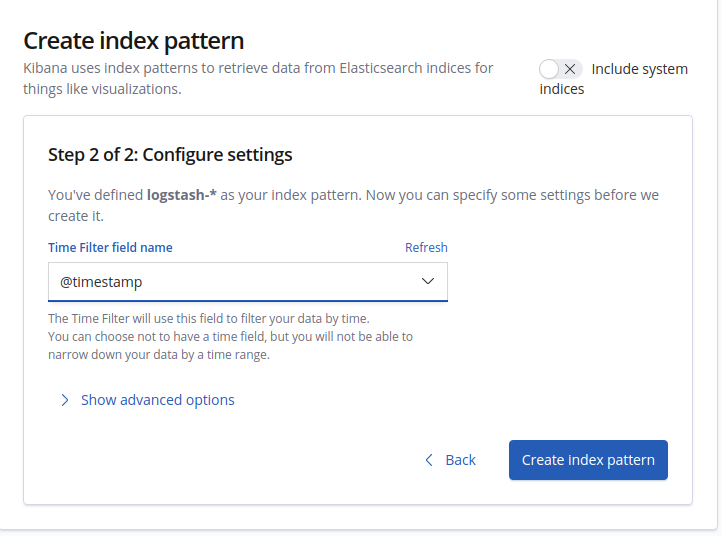 Create index pattern
Kibana uses index patterns to retrieve data from Elasticsearch indices for
things like visualizations.
Include system
indices
Step 2 of 2: Configure settings
You've defined logstash-* as your index pattern. Now you can specify some settings before we
create it.
Time Filter field name
Refresh
@timestamp
The Time Filter will use this field to filter your data by time.
You can choose not to have a time field, but you will not be able to
narrow down your data by a time range.
Show advanced options
Back
Create index pattern